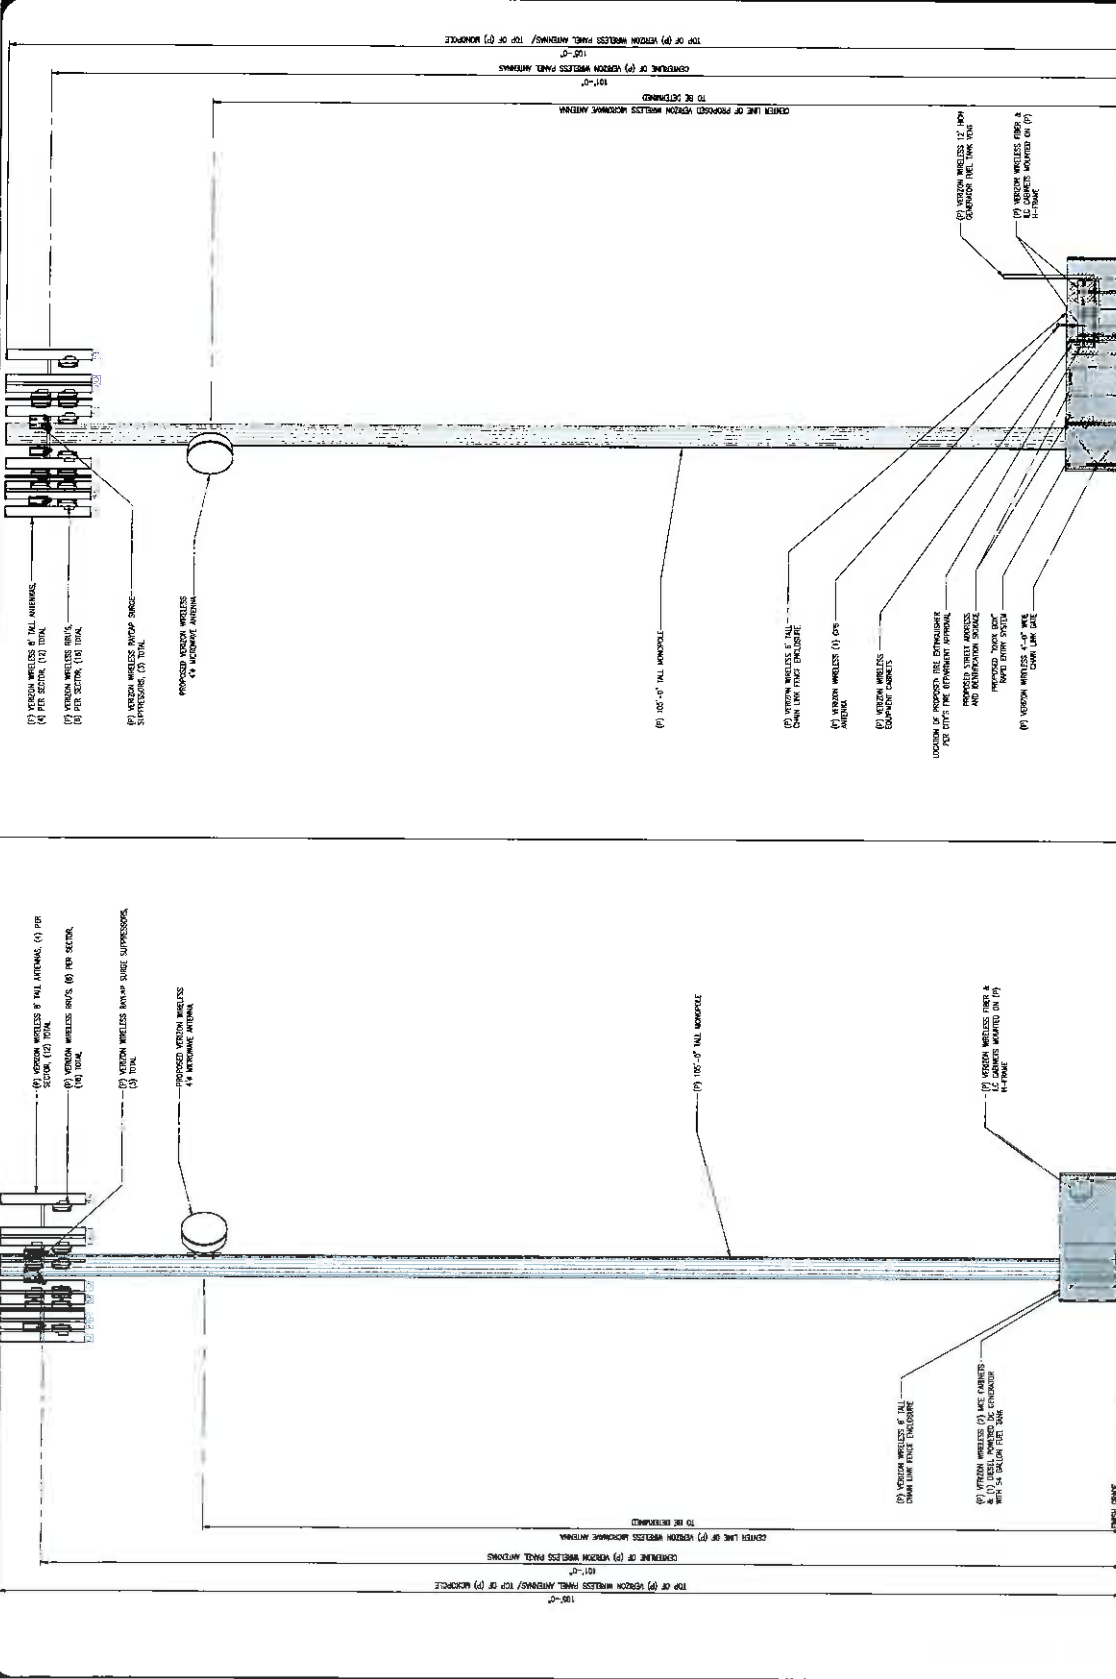 TOP OF (P) VERIZON WIRELESS PANEL ANTENNAS/ TOP OF (P) MONOPOLE
105'-0"
CENTERLINE OF (P) VERIZON WIRELESS PANEL ANTENNAS
101'-0"
CENTER LINE OF PROPOSED VERIZON WIRELESS MICROWAVE ANTENNA
TO BE DETERMINED
(P) VERIZON WIRELESS 12' HIGH
GENERATOR FUEL TANK VENT
(P) VERIZON WIRELESS FIBER &
ILC CABINETS MOUNTED ON (P)
H-FRAME
(P) VERIZON WIRELESS 8' TALL ANTENNAS,
(4) PER SECTOR, (12) TOTAL
(P) VERIZON WIRELESS RRU'S,
(6) PER SECTOR, (18) TOTAL
(P) VERIZON WIRELESS RAYCAP SURGE
SUPPRESSORS, (3) TOTAL
PROPOSED VERIZON WIRELESS
4'ø MICROWAVE ANTENNA
(P) 105'-0" TALL MONOPOLE
(P) VERIZON WIRELESS 8' TALL
CHAIN LINK FENCE ENCLOSURE
(P) VERIZON WIRELESS GPS
ANTENNA
(P) VERIZON WIRELESS
EQUIPMENT CABINETS
LOCATION OF PROPOSED FIRE EXTINGUISHER
PER CITY'S FIRE DEPARTMENT APPROVAL
PROPOSED STREET ADDRESS
AND IDENTIFICATION SIGNAGE
PROPOSED "KNOX BOX"
RAPID ENTRY SYSTEM
(P) VERIZON WIRELESS 4'-0" WIDE
CHAIN LINK GATE
(P) VERIZON WIRELESS 8' TALL ANTENNAS, (4) PER
SECTOR, (12) TOTAL
(P) VERIZON WIRELESS RRU'S, (6) PER SECTOR,
(18) TOTAL
(P) VERIZON WIRELESS RAYCAP SURGE SUPPRESSORS,
(3) TOTAL
PROPOSED VERIZON WIRELESS
4'ø MICROWAVE ANTENNA
(P) 105'-0" TALL MONOPOLE
(P) VERIZON WIRELESS FIBER &
ILC CABINETS MOUNTED ON (P)
H-FRAME
(P) VERIZON WIRELESS 8' TALL
CHAIN LINK FENCE ENCLOSURE
(P) VERIZON WIRELESS (2) MCE CABINETS
& (1) DIESEL POWERED DC GENERATOR
WITH 54 GALLON FUEL TANK
FINISH GRADE
CENTER LINE OF (P) VERIZON WIRELESS MICROWAVE ANTENNA
TO BE DETERMINED
CENTERLINE OF (P) VERIZON WIRELESS PANEL ANTENNAS
101'-0"
TOP OF (P) VERIZON WIRELESS PANEL ANTENNAS/ TOP OF (P) MONOPOLE
105'-0"